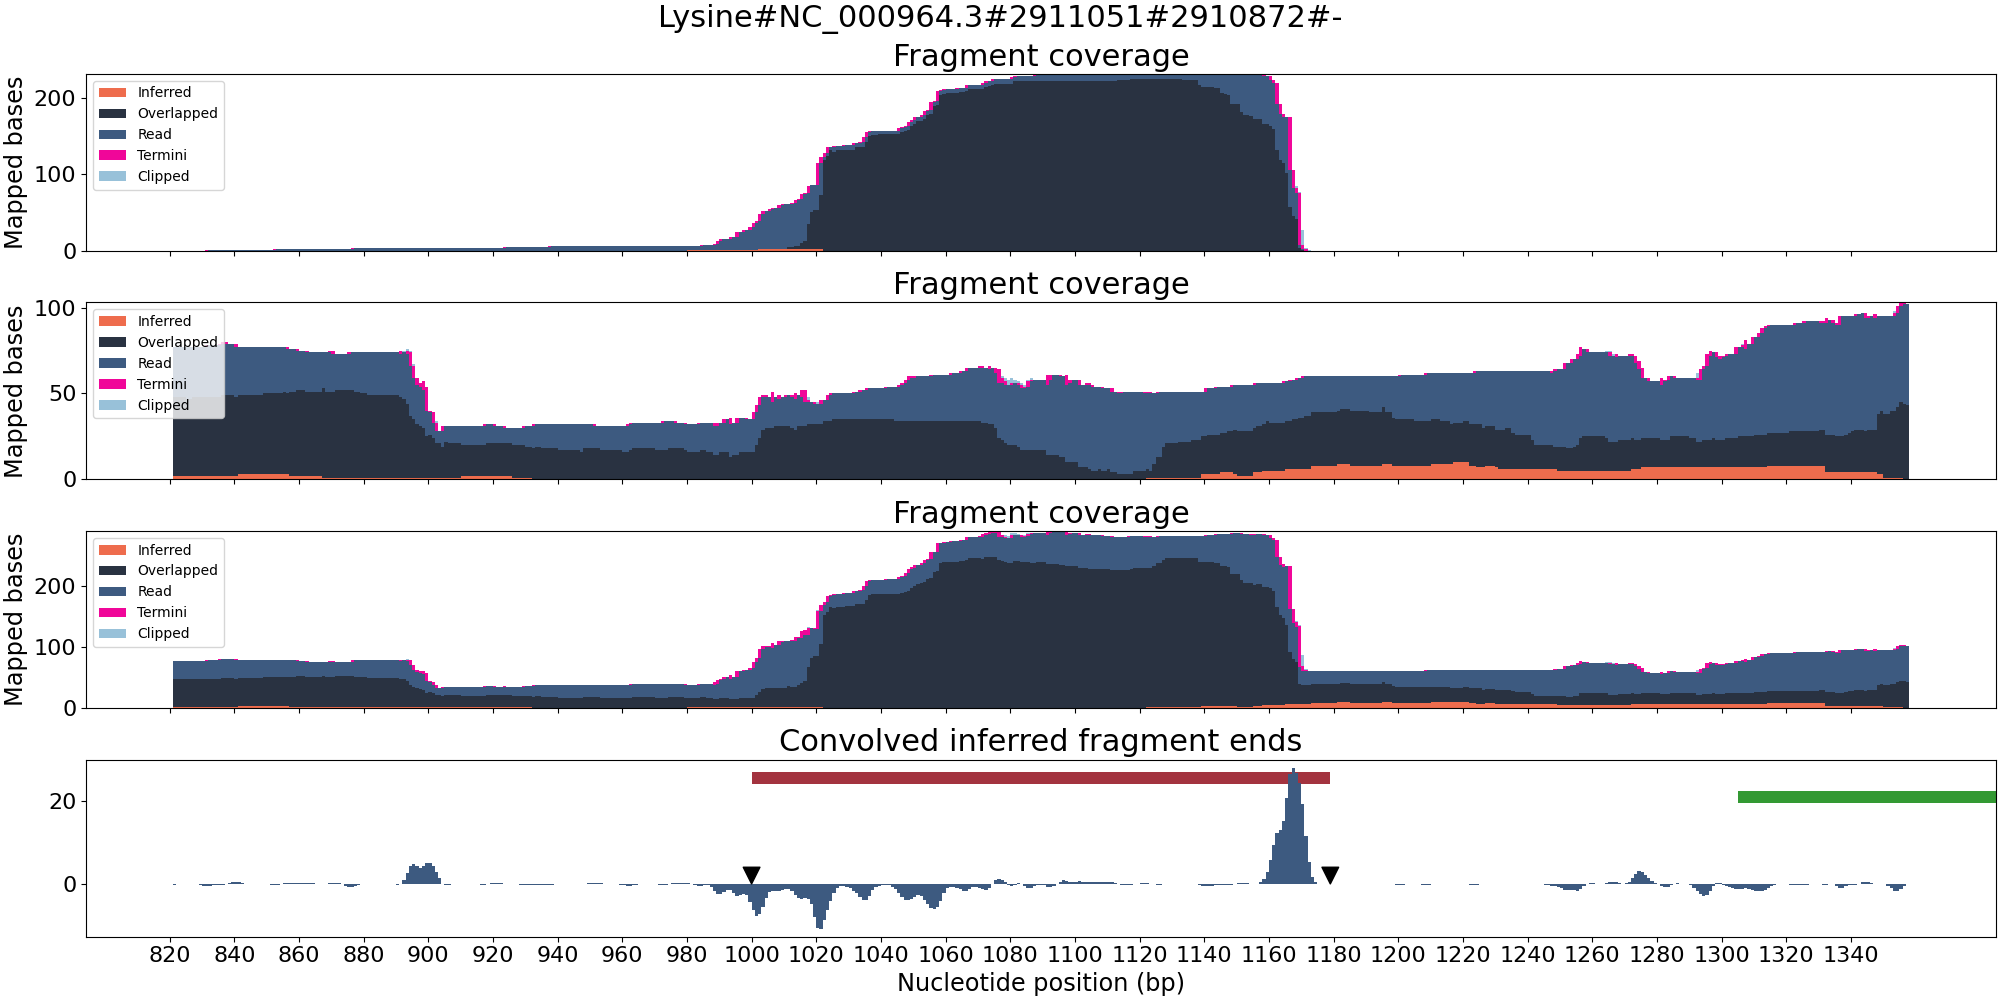 Lysine#NC_000964.3#2911051#2910872#-
Fragment coverage
Mapped bases
200
100
0
Inferred
Overlapped
Read
Termini
Clipped
Fragment coverage
Mapped bases
100
50
0
Inferred
Overlapped
Read
Termini
Clipped
Fragment coverage
Mapped bases
200
100
0
Inferred
Overlapped
Read
Termini
Clipped
Convolved inferred fragment ends
20
0
820 840 860 880 900 920 940 960 980 1000 1020 1040 1060 1080 1100 1120 1140 1160 1180 1200 1220 1240 1260 1280 1300 1320 1340
Nucleotide position (bp)